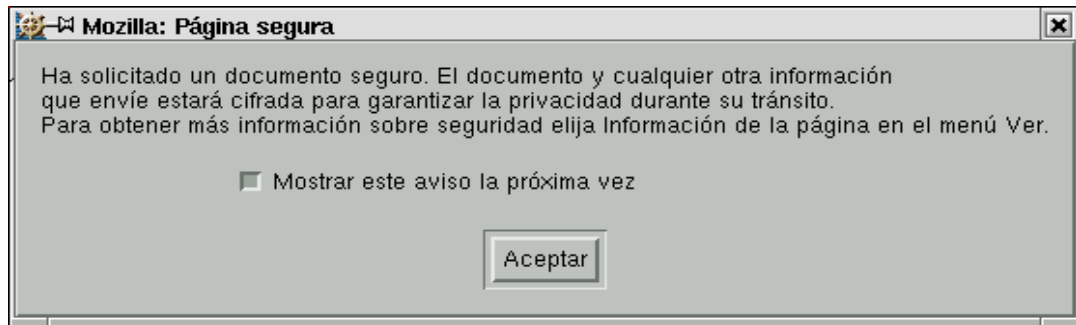 Mozilla: Página segura
Ha solicitado un documento seguro. El documento y cualquier otra información
que envíe estará cifrada para garantizar la privacidad durante su tránsito.
Para obtener más información sobre seguridad elija Información de la página en el menú Ver.
Mostrar este aviso la próxima vez
Aceptar